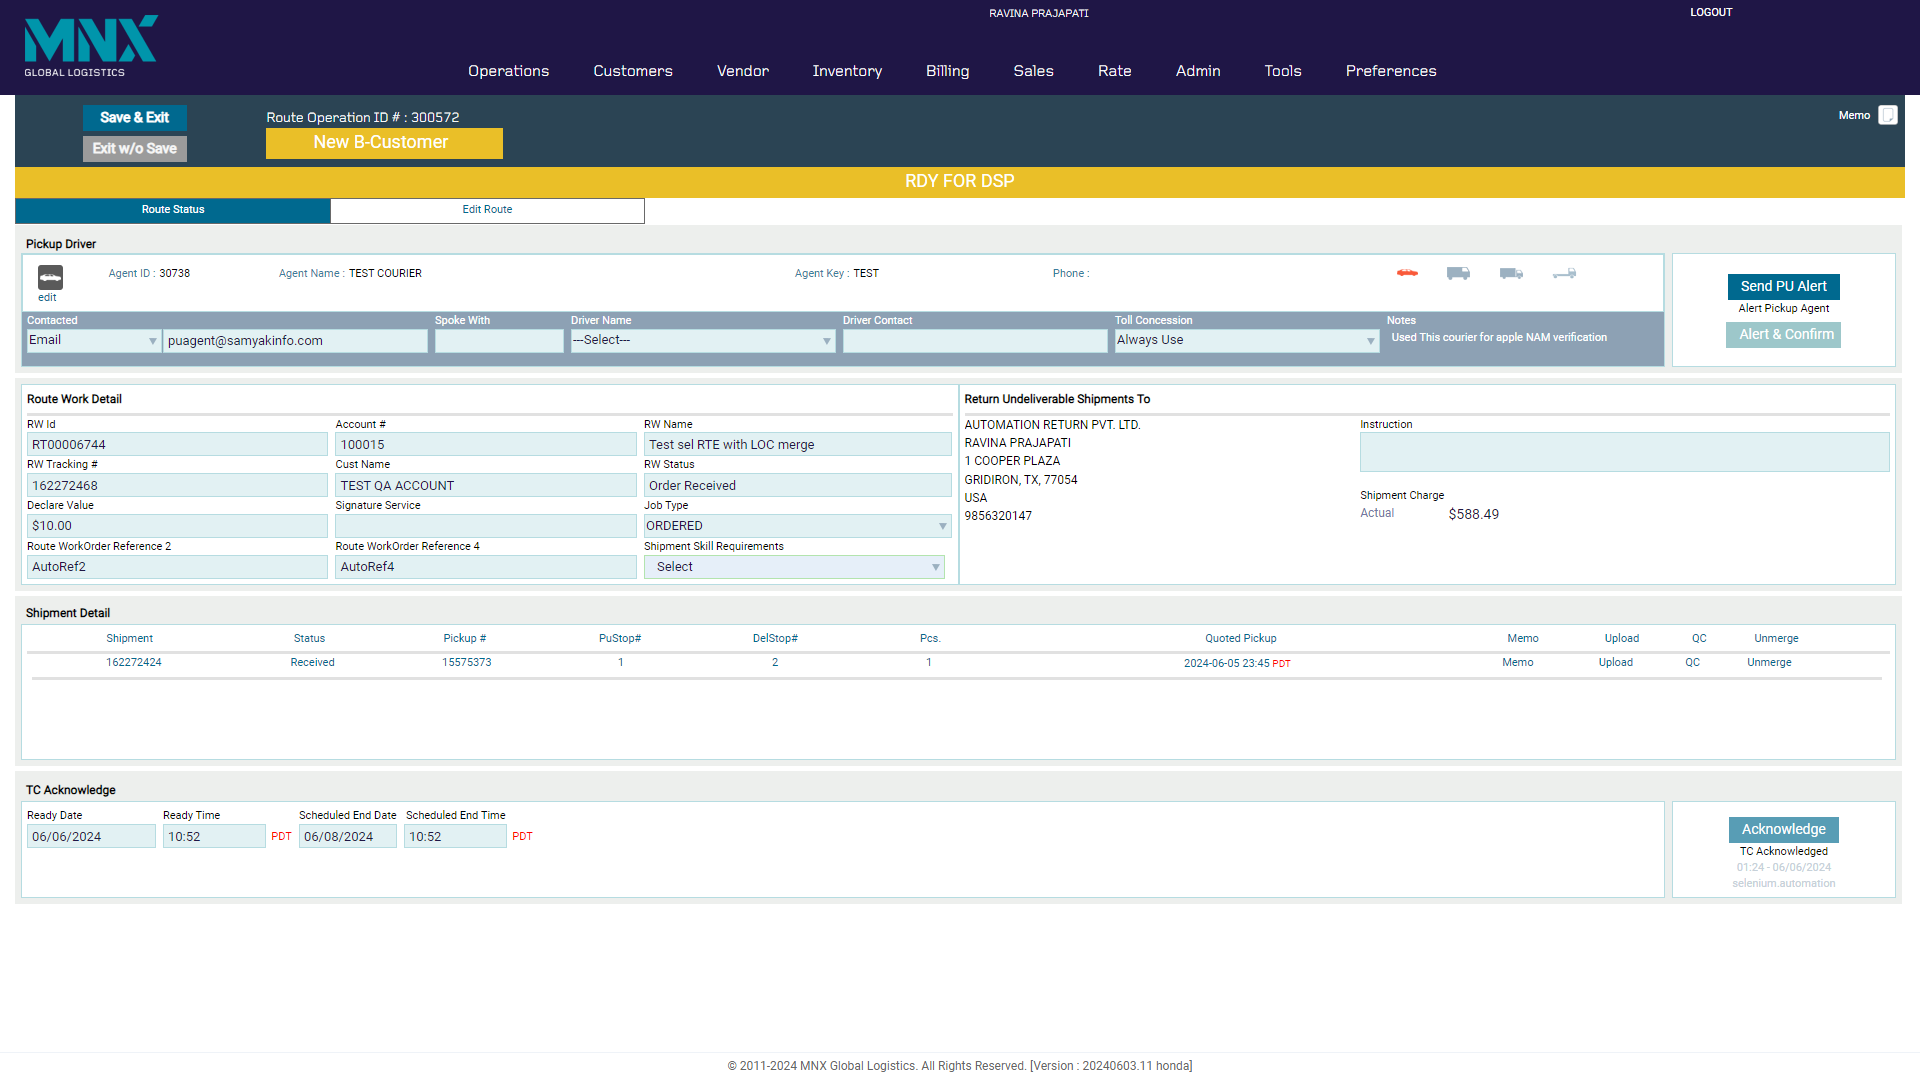 MNX
GLOBAL LOGISTICS
RAVINA PRAJAPATI
LOGOUT
Operations Customers Vendor Inventory Billing Sales Rate Admin Tools Preferences
Save & Exit
Exit w/o Save
Route Operation ID # : 300572
New B-Customer
Memo
RDY FOR DSP
Route Status Edit Route
Pickup Driver
edit
Agent ID : 30738 Agent Name : TEST COURIER Agent Key : TEST Phone :
Contacted Spoke With Driver Name Driver Contact Toll Concession Notes
Email puagent@samyakinfo.com ---Select--- Always Use Used This courier for apple NAM verification
Send PU Alert
Alert Pickup Agent
Alert & Confirm
Route Work Detail
RW Id Account # RW Name
RT00006744 100015 Test sel RTE with LOC merge
RW Tracking # Cust Name RW Status
162272468 TEST QA ACCOUNT Order Received
Declare Value Signature Service Job Type
$10.00 ORDERED
Route WorkOrder Reference 2 Route WorkOrder Reference 4 Shipment Skill Requirements
AutoRef2 AutoRef4 Select
Return Undeliverable Shipments To
AUTOMATION RETURN PVT. LTD.
RAVINA PRAJAPATI
1 COOPER PLAZA
GRIDIRON, TX, 77054
USA
9856320147
Instruction
Shipment Charge
Actual $588.49
Shipment Detail
Shipment Status Pickup # PuStop# DelStop# Pcs. Quoted Pickup Memo Upload QC Unmerge
162272424 Received 15575373 1 2 1 2024-06-05 23:45 PDT Memo Upload QC Unmerge
TC Acknowledge
Ready Date Ready Time Scheduled End Date Scheduled End Time
06/06/2024 10:52 PDT 06/08/2024 10:52 PDT
Acknowledge
TC Acknowledged
01:24 - 06/06/2024
selenium.automation
© 2011-2024 MNX Global Logistics. All Rights Reserved. [Version : 20240603.11 honda]